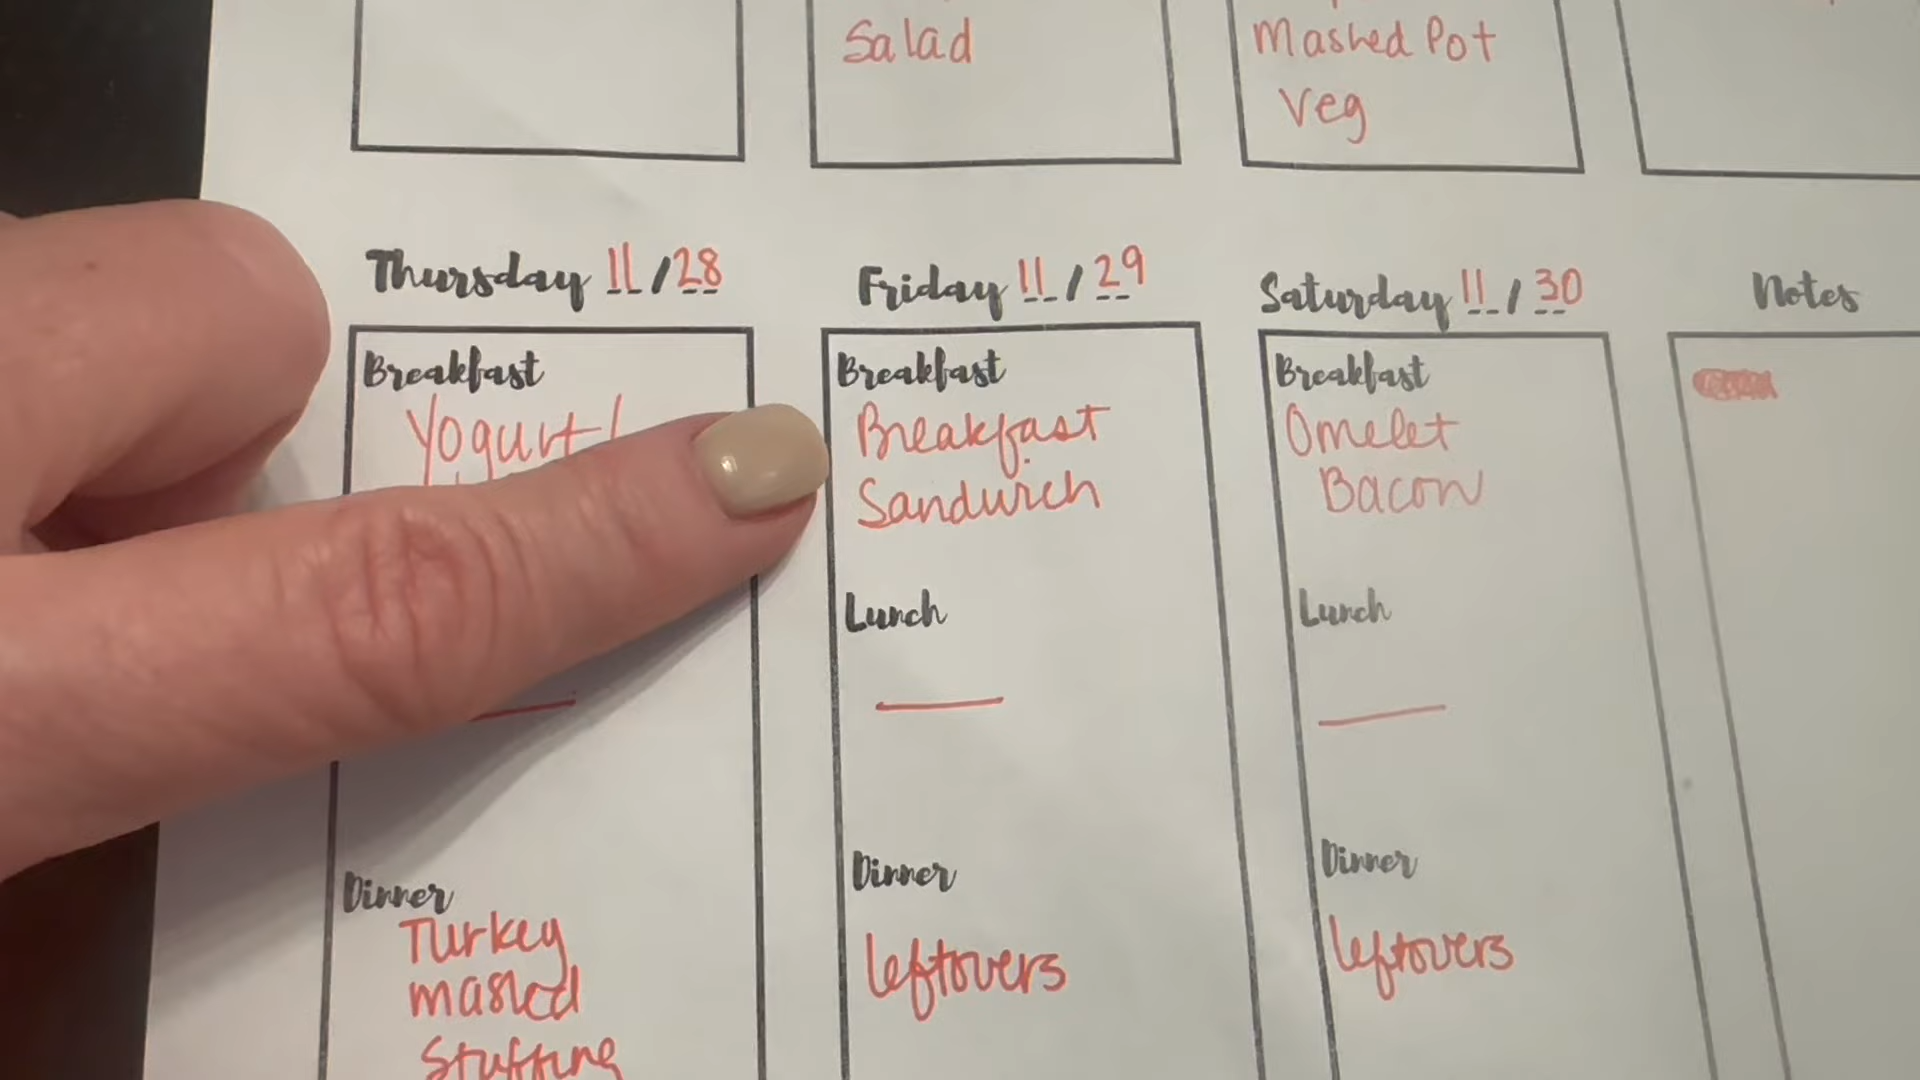 Salad
Mashed Pot
Veg
Thursday 11/28
Friday 11/29
Saturday 11/30
Notes
Breakfast
Yogurt/
Lunch
Dinner
Turkey
mashed
Stuffing
Breakfast
Breakfast
Sandwich
Lunch
Dinner
leftovers
Breakfast
Omelet
Bacon
Lunch
Dinner
leftovers